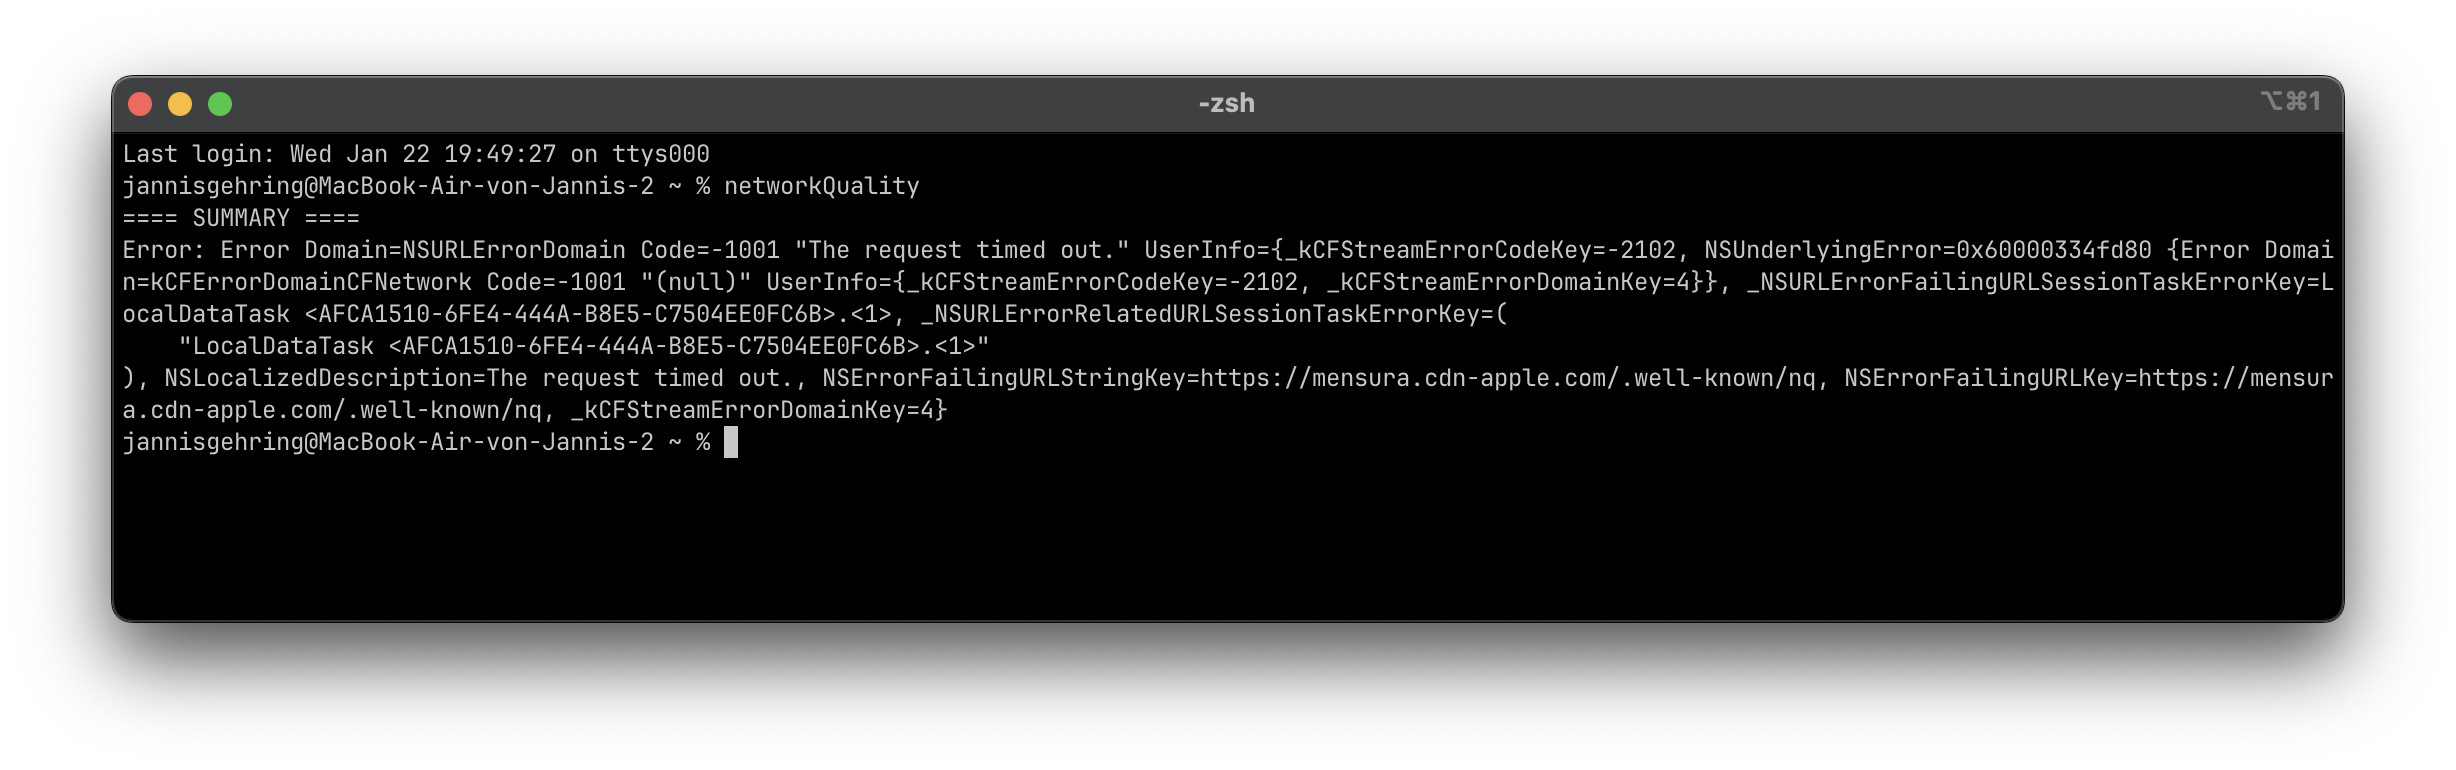 -zsh
⌥⌘1
Last login: Wed Jan 22 19:49:27 on ttys000
jannisgehring@MacBook-Air-von-Jannis-2 ~ % networkQuality
==== SUMMARY ====
Error: Error Domain=NSURLErrorDomain Code=-1001 "The request timed out." UserInfo={_kCFStreamErrorCodeKey=-2102, NSUnderlyingError=0x60000334fd80 {Error Domai
n=kCFErrorDomainCFNetwork Code=-1001 "(null)" UserInfo={_kCFStreamErrorCodeKey=-2102, _kCFStreamErrorDomainKey=4}}, _NSURLErrorFailingURLSessionTaskErrorKey=L
ocalDataTask <AFCA1510-6FE4-444A-B8E5-C7504EE0FC6B>.<1>, _NSURLErrorRelatedURLSessionTaskErrorKey=(
    "LocalDataTask <AFCA1510-6FE4-444A-B8E5-C7504EE0FC6B>.<1>"
), NSLocalizedDescription=The request timed out., NSErrorFailingURLStringKey=https://mensura.cdn-apple.com/.well-known/nq, NSErrorFailingURLKey=https://mensur
a.cdn-apple.com/.well-known/nq, _kCFStreamErrorDomainKey=4}
jannisgehring@MacBook-Air-von-Jannis-2 ~ %